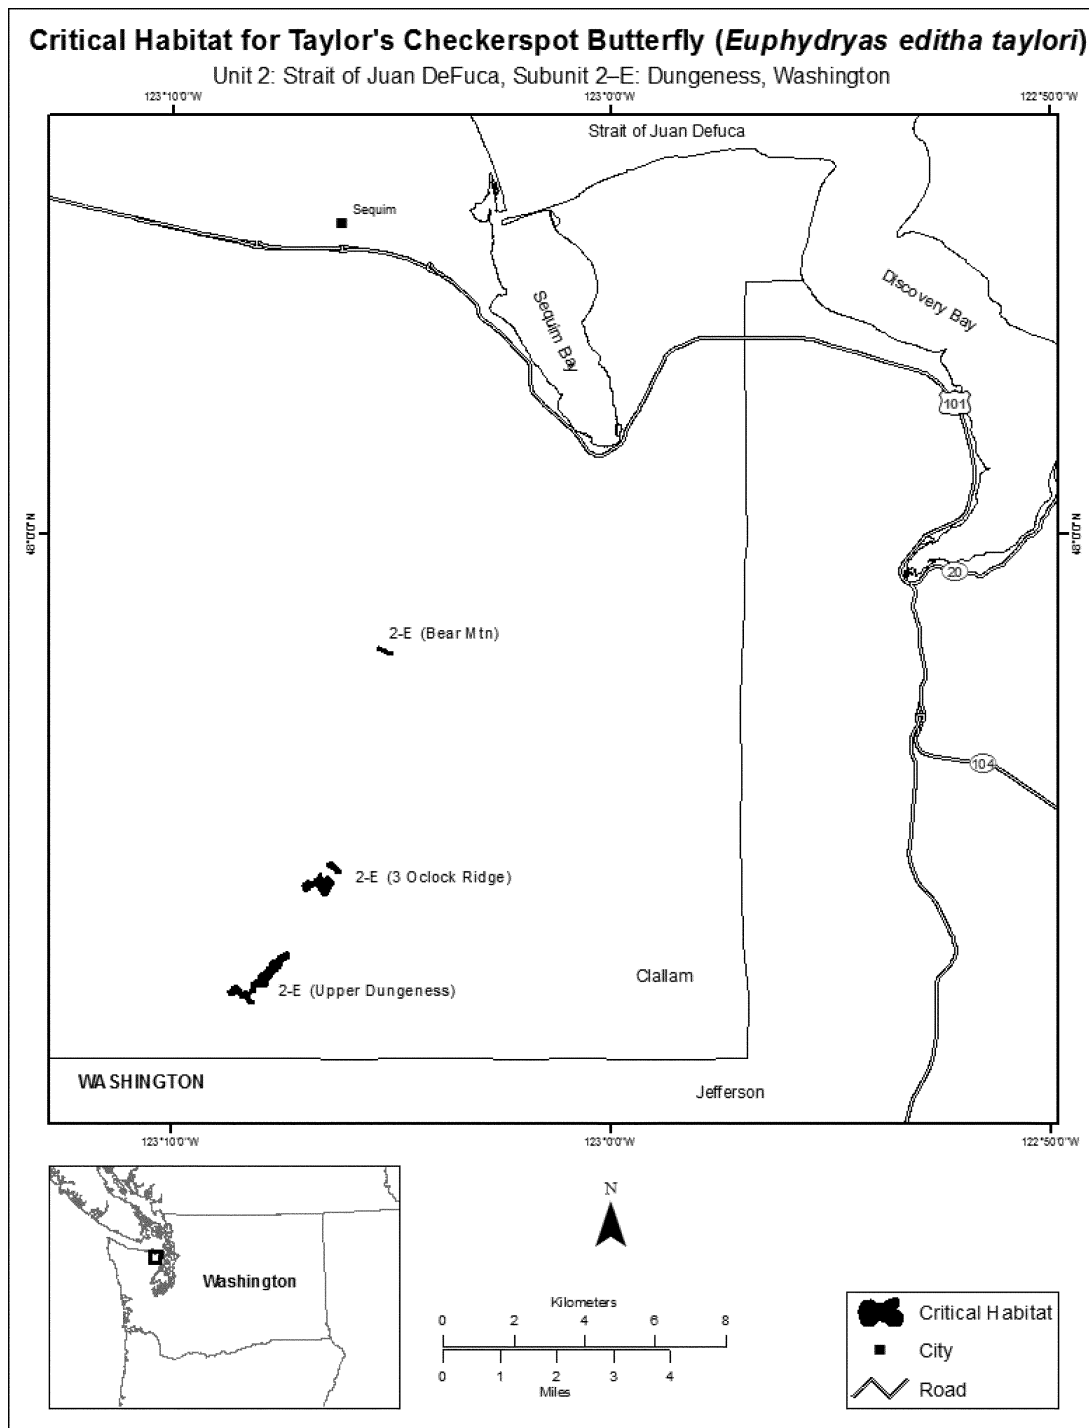 Critical Habitat for Taylor's Checkerspot Butterfly (Euphydryas editha taylori)
Unit 2: Strait of Juan DeFuca, Subunit 2–E: Dungeness, Washington
123°10'0"W 123°0'0"W 122°50'0"W
Strait of Juan Defuca
Sequim
Discovery Bay
Sequim Bay
101
48°0'0"N 48°0'0"N
20
2-E (Bear Mtn)
104
2-E (3 Oclock Ridge)
Clallam
2-E (Upper Dungeness)
WASHINGTON
Jefferson
123°10'0"W 123°0'0"W 122°50'0"W
N
Washington
Kilometers
0 2 4 6 8
0 1 2 3 4
Miles
Critical Habitat
City
Road